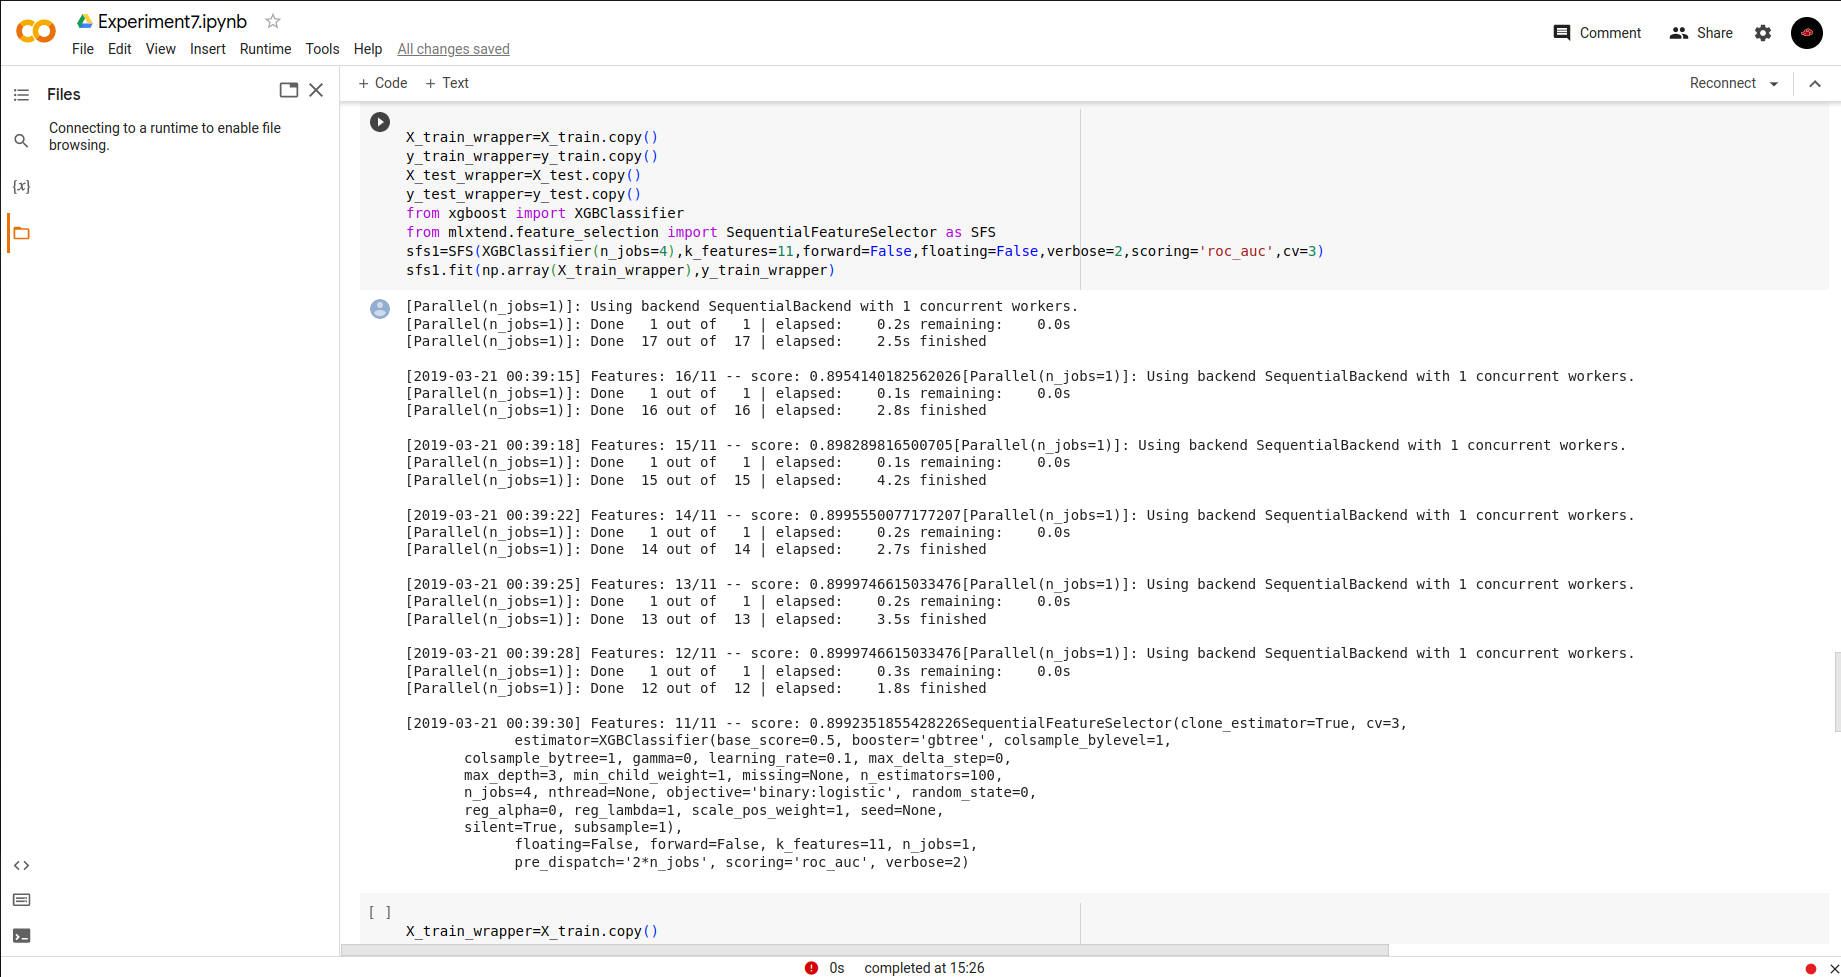 Experiment7.ipynb
File Edit View Insert Runtime Tools Help All changes saved
Comment Share
Files
Connecting to a runtime to enable file
browsing.
{x}
+ Code + Text
Reconnect
X_train_wrapper=X_train.copy()
y_train_wrapper=y_train.copy()
X_test_wrapper=X_test.copy()
y_test_wrapper=y_test.copy()
from xgboost import XGBClassifier
from mlxtend.feature_selection import SequentialFeatureSelector as SFS
sfs1=SFS(XGBClassifier(n_jobs=4),k_features=11,forward=False,floating=False,verbose=2,scoring='roc_auc',cv=3)
sfs1.fit(np.array(X_train_wrapper),y_train_wrapper)
[Parallel(n_jobs=1)]: Using backend SequentialBackend with 1 concurrent workers.
[Parallel(n_jobs=1)]: Done   1 out of   1 | elapsed:    0.2s remaining:    0.0s
[Parallel(n_jobs=1)]: Done  17 out of  17 | elapsed:    2.5s finished
[2019-03-21 00:39:15] Features: 16/11 -- score: 0.8954140182562026[Parallel(n_jobs=1)]: Using backend SequentialBackend with 1 concurrent workers.
[Parallel(n_jobs=1)]: Done   1 out of   1 | elapsed:    0.1s remaining:    0.0s
[Parallel(n_jobs=1)]: Done  16 out of  16 | elapsed:    2.8s finished
[2019-03-21 00:39:18] Features: 15/11 -- score: 0.898289816500705[Parallel(n_jobs=1)]: Using backend SequentialBackend with 1 concurrent workers.
[Parallel(n_jobs=1)]: Done   1 out of   1 | elapsed:    0.1s remaining:    0.0s
[Parallel(n_jobs=1)]: Done  15 out of  15 | elapsed:    4.2s finished
[2019-03-21 00:39:22] Features: 14/11 -- score: 0.8995550077177207[Parallel(n_jobs=1)]: Using backend SequentialBackend with 1 concurrent workers.
[Parallel(n_jobs=1)]: Done   1 out of   1 | elapsed:    0.2s remaining:    0.0s
[Parallel(n_jobs=1)]: Done  14 out of  14 | elapsed:    2.7s finished
[2019-03-21 00:39:25] Features: 13/11 -- score: 0.8999746615033476[Parallel(n_jobs=1)]: Using backend SequentialBackend with 1 concurrent workers.
[Parallel(n_jobs=1)]: Done   1 out of   1 | elapsed:    0.2s remaining:    0.0s
[Parallel(n_jobs=1)]: Done  13 out of  13 | elapsed:    3.5s finished
[2019-03-21 00:39:28] Features: 12/11 -- score: 0.8999746615033476[Parallel(n_jobs=1)]: Using backend SequentialBackend with 1 concurrent workers.
[Parallel(n_jobs=1)]: Done   1 out of   1 | elapsed:    0.3s remaining:    0.0s
[Parallel(n_jobs=1)]: Done  12 out of  12 | elapsed:    1.8s finished
[2019-03-21 00:39:30] Features: 11/11 -- score: 0.8992351855428226SequentialFeatureSelector(clone_estimator=True, cv=3,
estimator=XGBClassifier(base_score=0.5, booster='gbtree', colsample_bylevel=1,
colsample_bytree=1, gamma=0, learning_rate=0.1, max_delta_step=0,
max_depth=3, min_child_weight=1, missing=None, n_estimators=100,
n_jobs=4, nthread=None, objective='binary:logistic', random_state=0,
reg_alpha=0, reg_lambda=1, scale_pos_weight=1, seed=None,
silent=True, subsample=1),
floating=False, forward=False, k_features=11, n_jobs=1,
pre_dispatch='2*n_jobs', scoring='roc_auc', verbose=2)
[ ]
X_train_wrapper=X_train.copy()
0s completed at 15:26